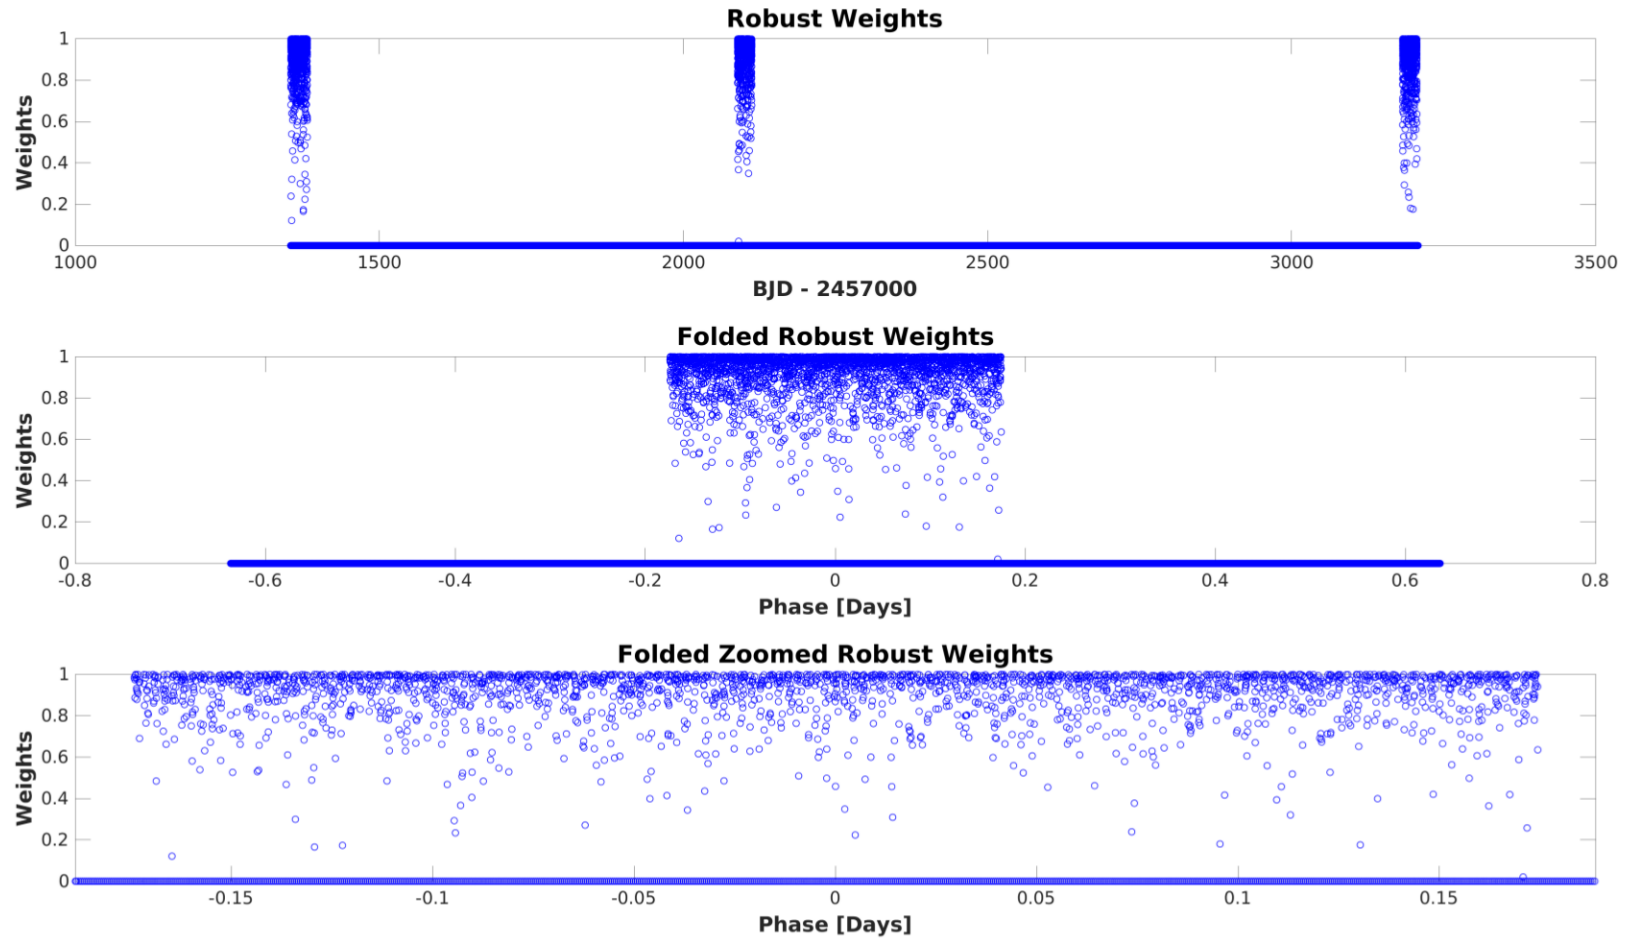 Robust Weights
1
0.8
0.6
0.4
0.2
0
Weights
1000 1500 2000 2500 3000 3500
BJD - 2457000
Folded Robust Weights
1
0.8
0.6
0.4
0.2
0
Weights
-0.8 -0.6 -0.4 -0.2 0 0.2 0.4 0.6 0.8
Phase [Days]
Folded Zoomed Robust Weights
1
0.8
0.6
0.4
0.2
0
Weights
-0.15 -0.1 -0.05 0 0.05 0.1 0.15
Phase [Days]